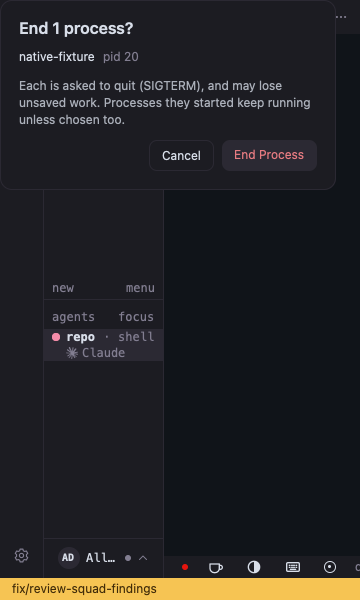 End 1 process?
native-fixture pid 20
Each is asked to quit (SIGTERM), and may lose
unsaved work. Processes they started keep running
unless chosen too.
Cancel End Process
new menu
agents focus
repo · shell
Claude
AD All…
fix/review-squad-findings